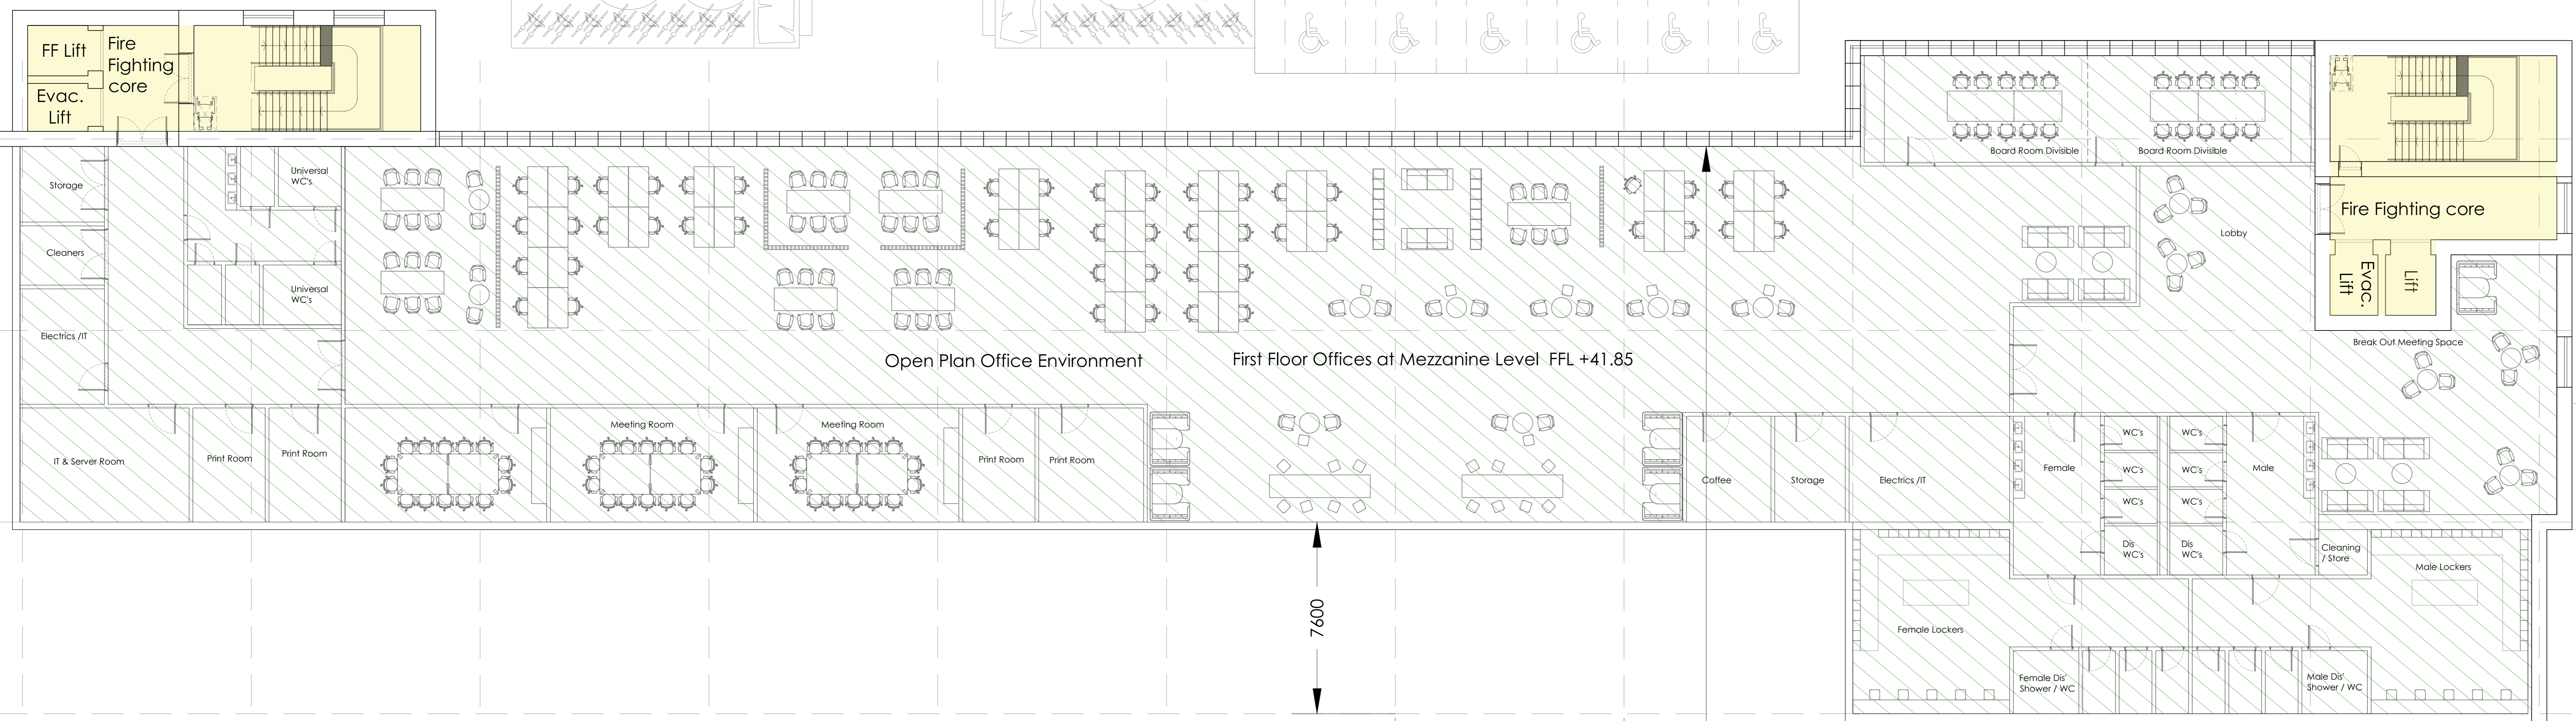 FF Lift
Fire
Fighting
core
Evac.
Lift
Storage
Universal
WC's
Cleaners
Universal
WC's
Electrics /IT
Board Room Divisible
Board Room Divisible
Fire Fighting core
Lobby
Evac.
Lift
Lift
Break Out Meeting Space
Open Plan Office Environment
First Floor Offices at Mezzanine Level  FFL +41.85
IT & Server Room
Print Room
Print Room
Meeting Room
Meeting Room
Print Room
Print Room
Coffee
Storage
Electrics /IT
Female
WC's
WC's
Male
WC's
WC's
WC's
WC's
Dis
WC's
Dis
WC's
Cleaning
/ Store
Male Lockers
7600
Female Lockers
Female Dis'
Shower / WC
Male Dis'
Shower / WC